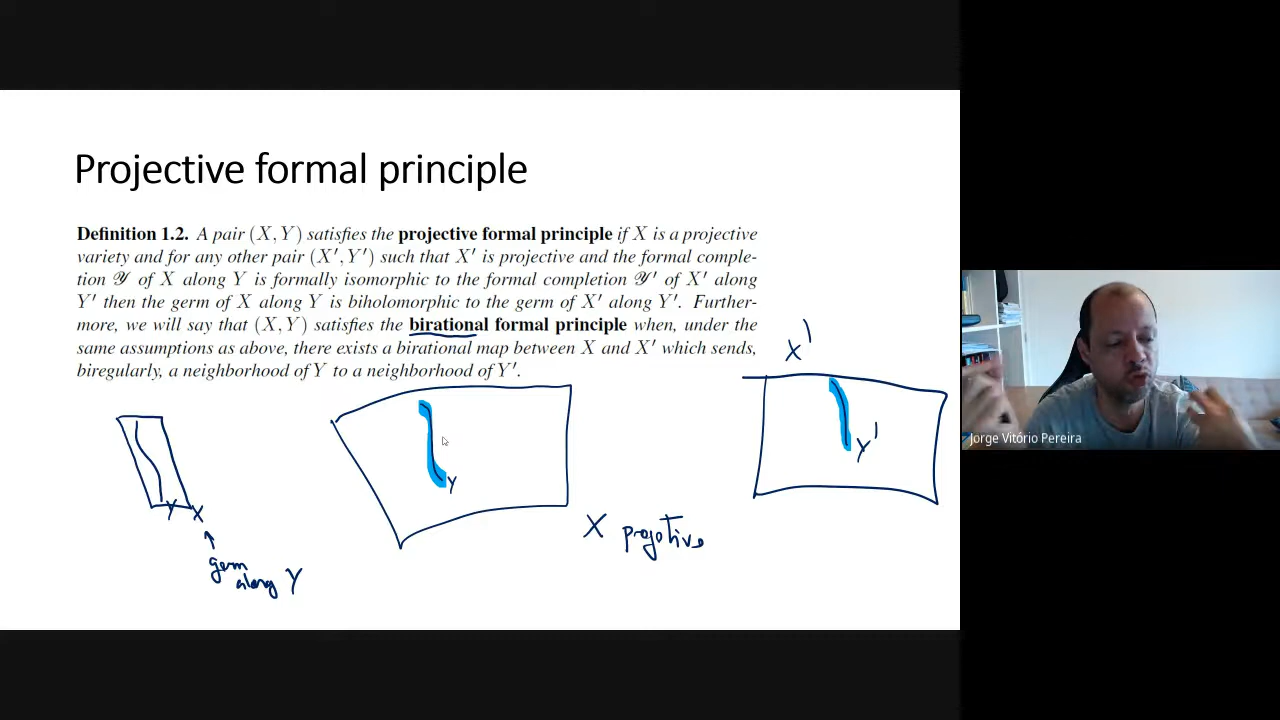 Projective formal principle
Definition 1.2. A pair (X, Y) satisfies the projective formal principle if X is a projective
variety and for any other pair (X′, Y′) such that X′ is projective and the formal comple-
tion 𝒴 of X along Y is formally isomorphic to the formal completion 𝒴′ of X′ along
Y′ then the germ of X along Y is biholomorphic to the germ of X′ along Y′. Further-
more, we will say that (X, Y) satisfies the birational formal principle when, under the
same assumptions as above, there exists a birational map between X and X′ which sends,
biregularly, a neighborhood of Y to a neighborhood of Y′.
X′
Y′
Y
Y X
X projetive
germ
along Y
Jorge Vitório Pereira